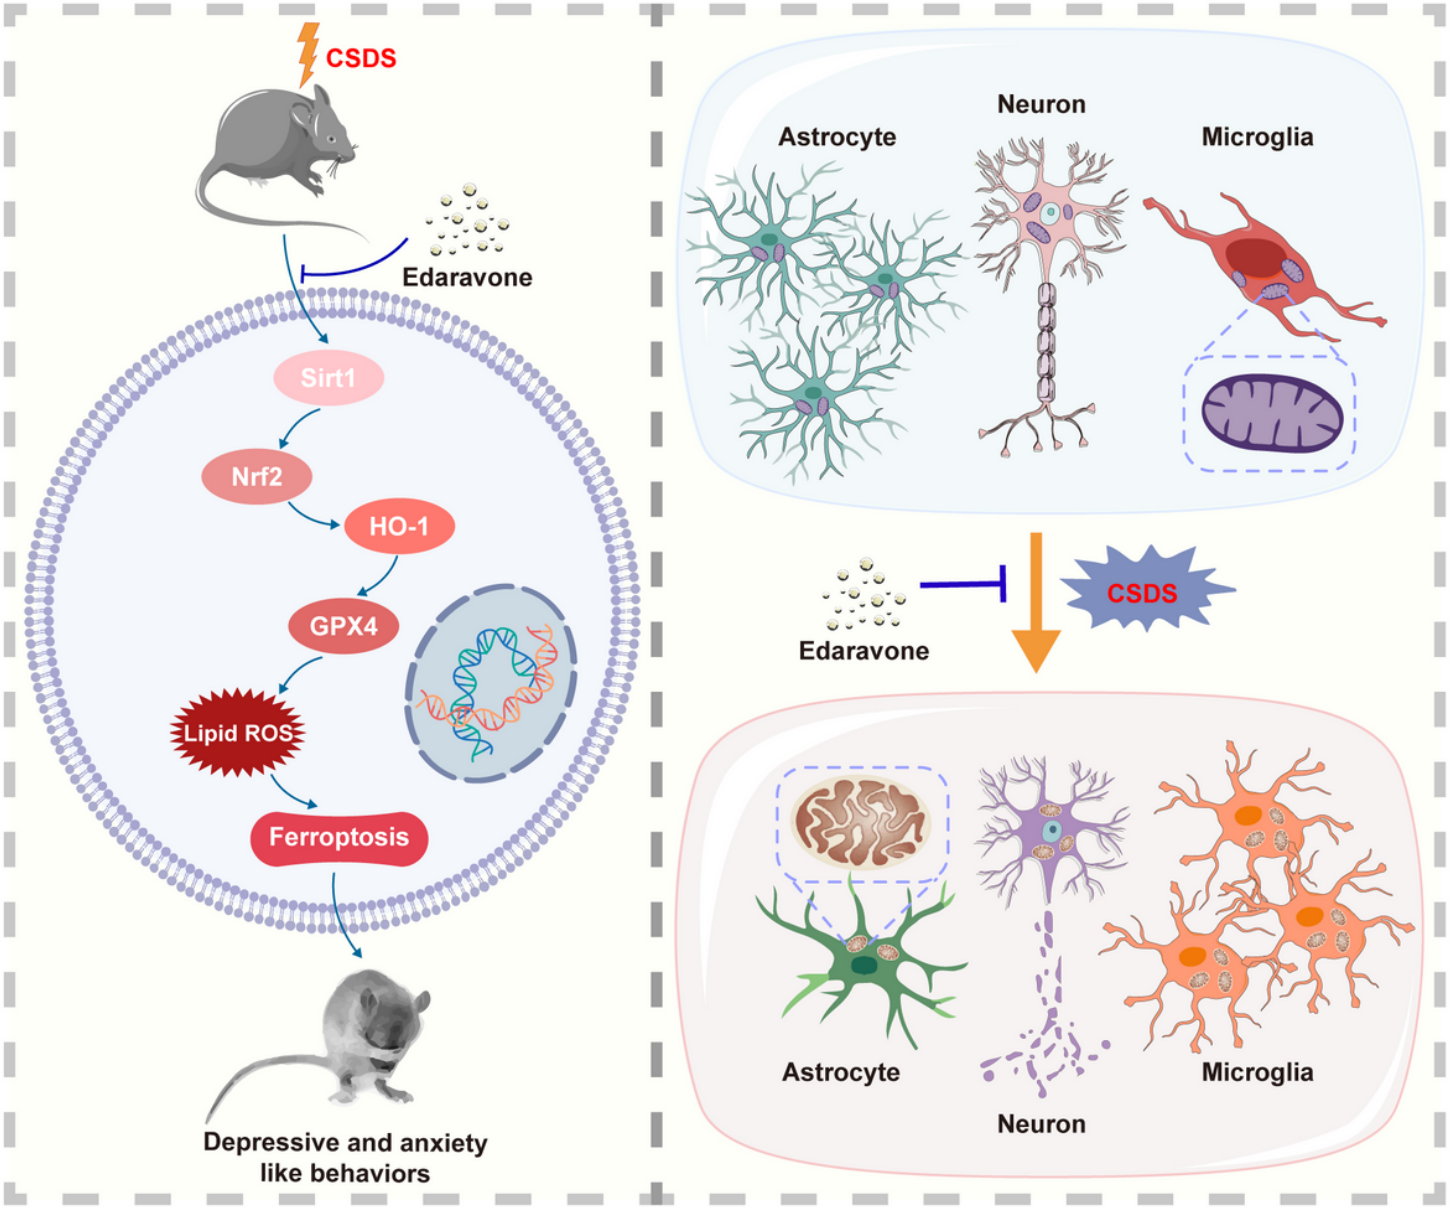 CSDS
Edaravone
Sirt1
Nrf2
HO-1
GPX4
Lipid ROS
Ferroptosis
Depressive and anxiety
like behaviors
Neuron
Astrocyte
Microglia
CSDS
Edaravone
Astrocyte
Microglia
Neuron